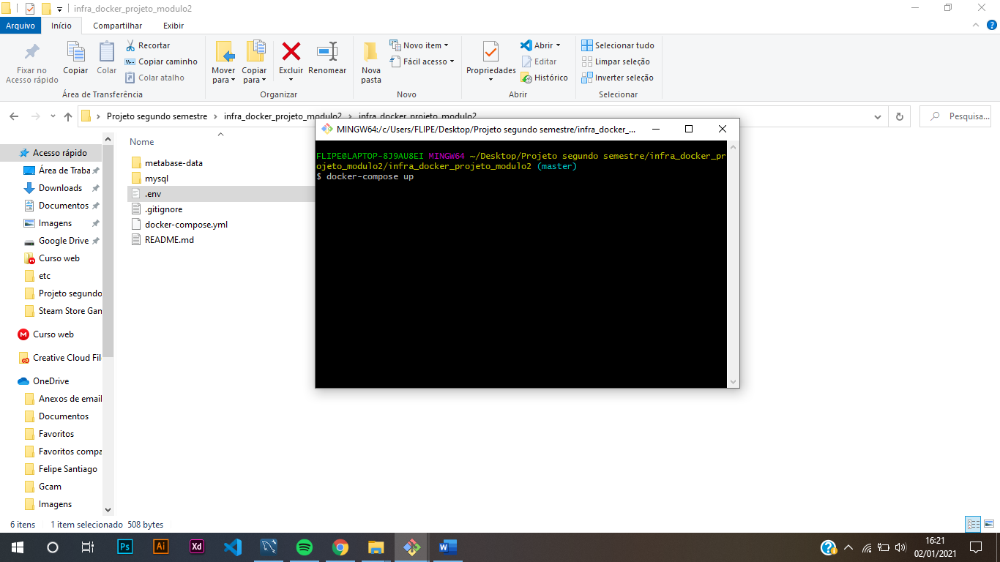 infra_docker_projeto_modulo2
Arquivo
Início
Compartilhar
Exibir
Fixar no
Acesso rápido
Copiar
Colar
Recortar
Copiar caminho
Colar atalho
Área de Transferência
Mover
para
Copiar
para
Excluir
Renomear
Organizar
Nova
pasta
Novo item
Fácil acesso
Novo
Propriedades
Abrir
Editar
Histórico
Abrir
Selecionar tudo
Limpar seleção
Inverter seleção
Selecionar
Projeto segundo semestre
infra_docker_projeto_modulo2
infra_docker_projeto_modulo2
Pesquisa...
Acesso rápido
Área de Traba
Downloads
Documentos
Imagens
Google Drive
Curso web
etc
Projeto segundo
Steam Store Gan
Curso web
Creative Cloud Fil
OneDrive
Anexos de email
Documentos
Favoritos
Favoritos compa
Felipe Santiago
Gcam
Imagens
Nome
metabase-data
mysql
.env
.gitignore
docker-compose.yml
README.md
MINGW64:/c/Users/FLIPE/Desktop/Projeto segundo semestre/infra_docker_...
FLIPE@LAPTOP-8J9AU8EI MINGW64 ~/Desktop/Projeto segundo semestre/infra_docker_pr
ojeto_modulo2/infra_docker_projeto_modulo2 (master)
$ docker-compose up
6 itens
1 item selecionado 508 bytes
Ps
Ai
Xd
W
16:21
02/01/2021